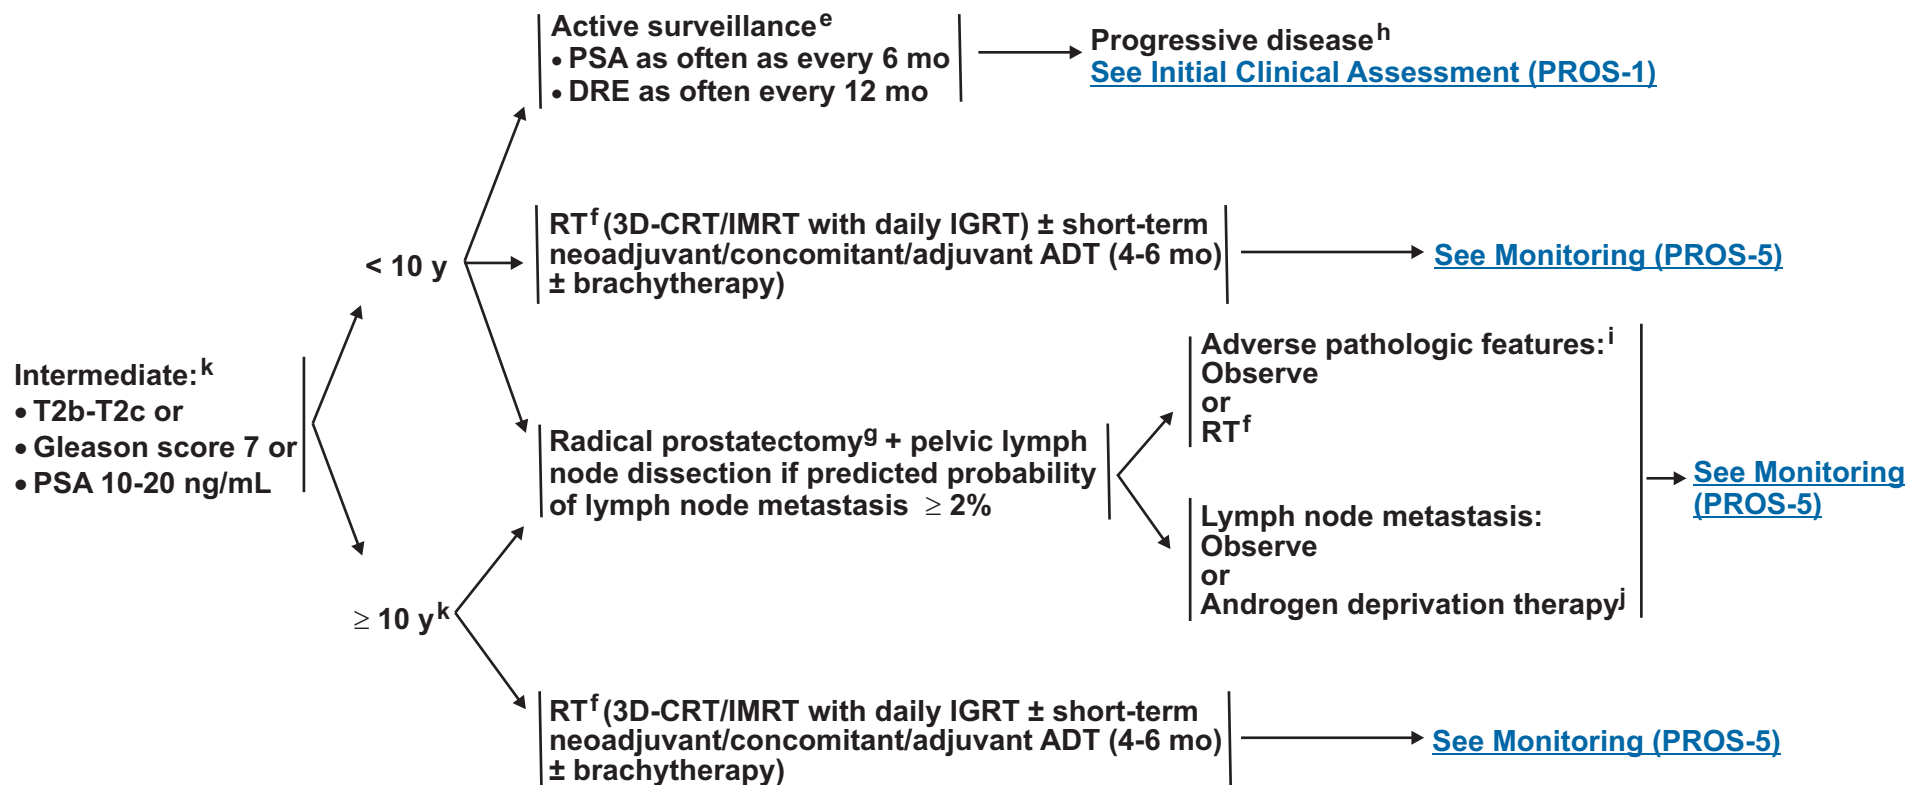 Active surveillance e
• PSA as often as every 6 mo
• DRE as often every 12 mo
Progressive disease h
See Initial Clinical Assessment (PROS-1)
< 10 y
RT f (3D-CRT/IMRT with daily IGRT) ± short-term
neoadjuvant/concomitant/adjuvant ADT (4-6 mo)
± brachytherapy)
See Monitoring (PROS-5)
Intermediate: k
• T2b-T2c or
• Gleason score 7 or
• PSA 10-20 ng/mL
Radical prostatectomy g + pelvic lymph
node dissection if predicted probability
of lymph node metastasis ≥ 2%
Adverse pathologic features: i
Observe
or
RT f
Lymph node metastasis:
Observe
or
Androgen deprivation therapy j
See Monitoring
(PROS-5)
≥ 10 y k
RT f (3D-CRT/IMRT with daily IGRT ± short-term
neoadjuvant/concomitant/adjuvant ADT (4-6 mo)
± brachytherapy)
See Monitoring (PROS-5)